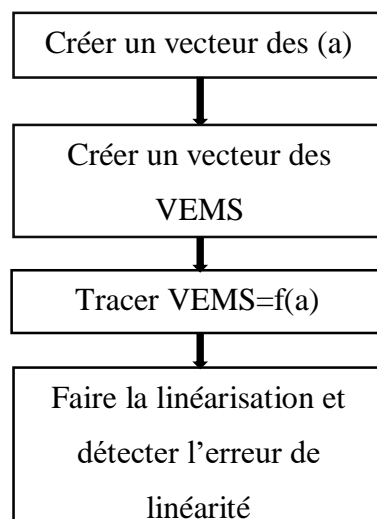 Créer un vecteur des (a)
Créer un vecteur des
VEMS
Tracer VEMS=f(a)
Faire la linéarisation et
détecter l’erreur de
linéarité